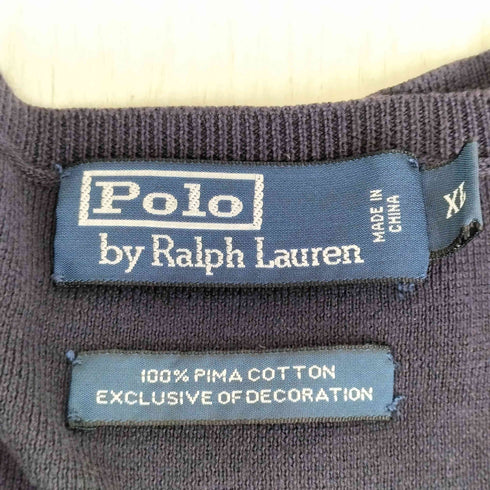 Polo
by Ralph Lauren
MADE IN
CHINA
XL
100% PIMA COTTON
EXCLUSIVE OF DECORATION